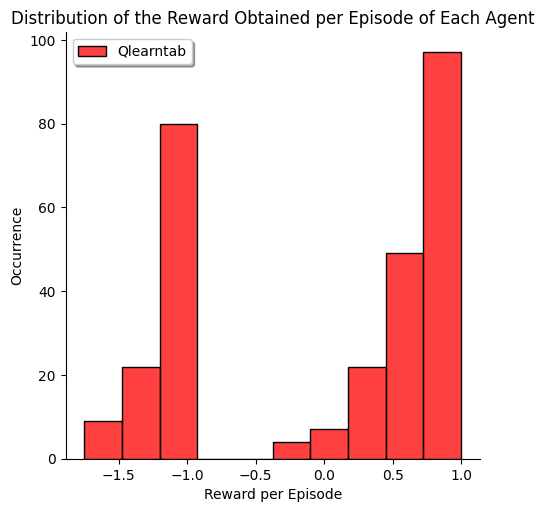 Distribution of the Reward Obtained per Episode of Each Agent
Qlearntab
Occurrence
100
80
60
40
20
0
−1.5 −1.0 −0.5 0.0 0.5 1.0
Reward per Episode